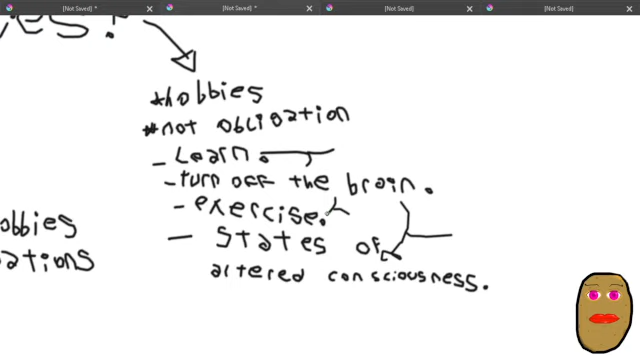 [Not Saved] * [Not Saved] * [Not Saved] [Not Saved]
*hobbies
*not obligation
- Learn.
- turn off the brain.
- exercise.
obbies
- states of
ations
altered consciousness.